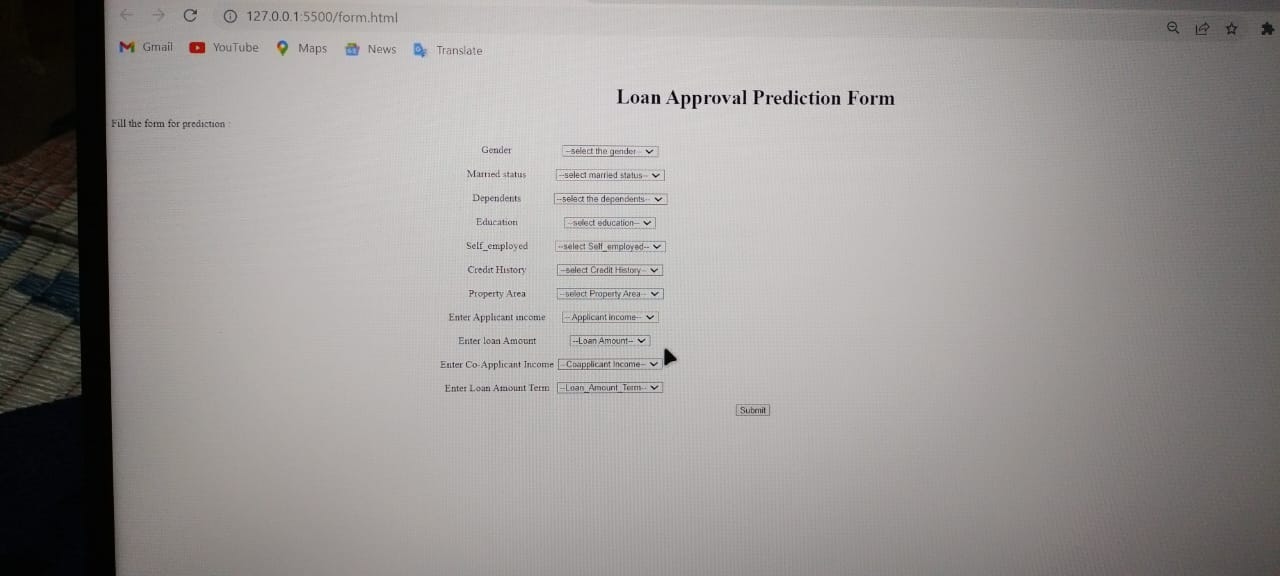 127.0.0.1:5500/form.html
Gmail YouTube Maps News Translate
Loan Approval Prediction Form
Fill the form for prediction :
Gender --select the gender--
Married status --select married status--
Dependents --select the dependents--
Education --select education--
Self_employed --select Self_employed--
Credit History --select Credit History--
Property Area --select Property Area--
Enter Applicant income --Applicant Income--
Enter loan Amount --Loan Amount--
Enter Co-Applicant Income --Coapplicant Income--
Enter Loan Amount Term --Loan_Amount_Term--
Submit